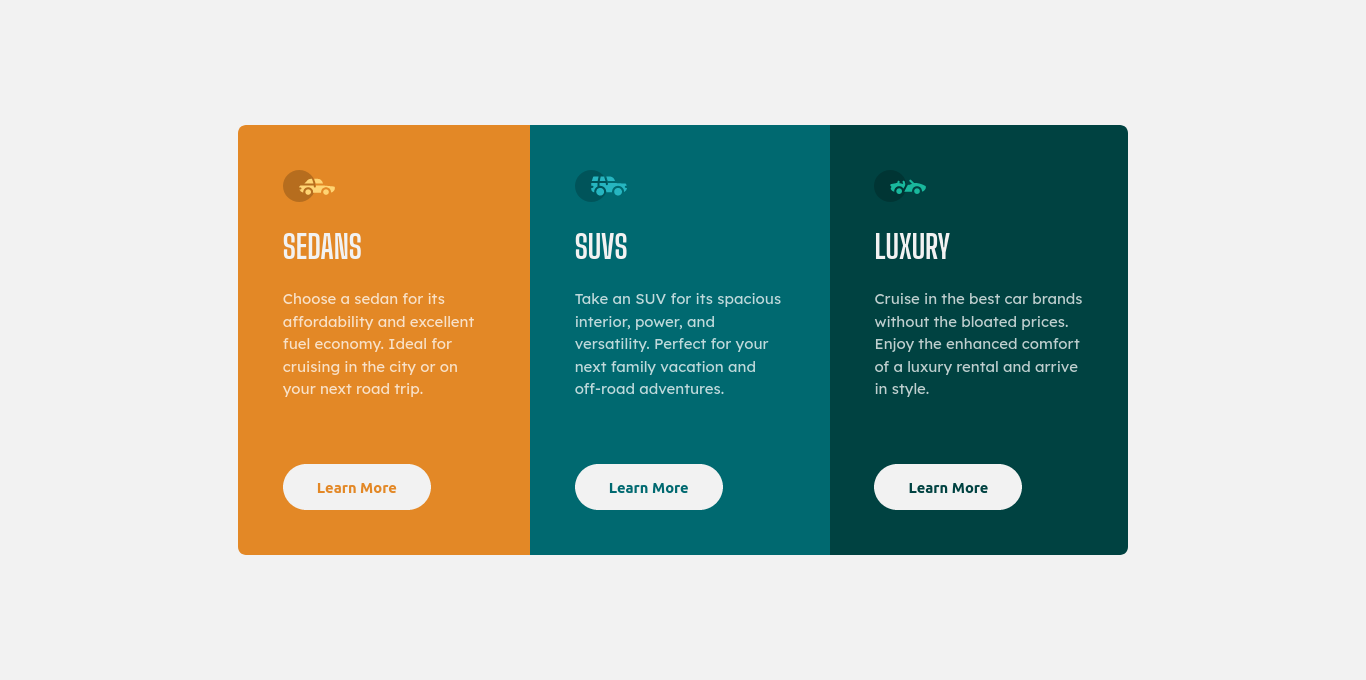 SEDANS
Choose a sedan for its
affordability and excellent
fuel economy. Ideal for
cruising in the city or on
your next road trip.
Learn More
SUVS
Take an SUV for its spacious
interior, power, and
versatility. Perfect for your
next family vacation and
off-road adventures.
Learn More
LUXURY
Cruise in the best car brands
without the bloated prices.
Enjoy the enhanced comfort
of a luxury rental and arrive
in style.
Learn More